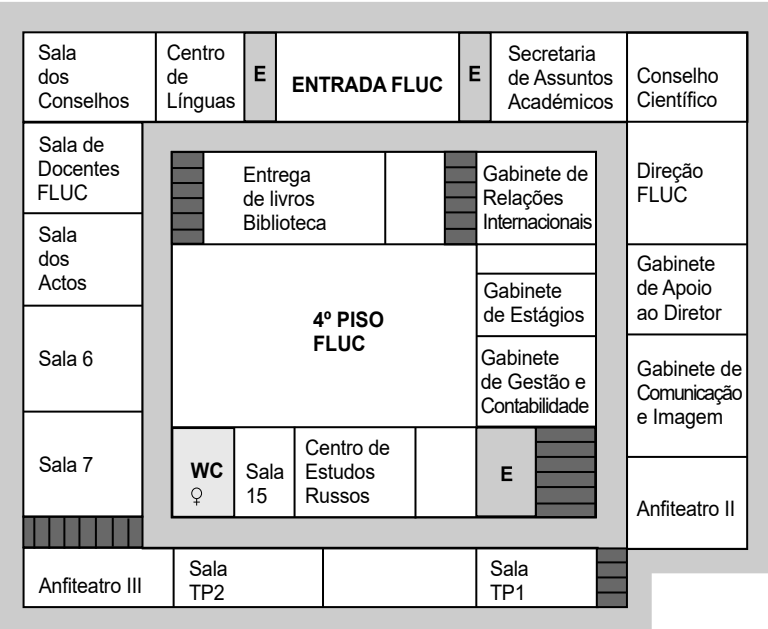 Sala
dos
Conselhos
Centro
de
Línguas
E
ENTRADA FLUC
E
Secretaria
de Assuntos
Académicos
Conselho
Científico
Sala de
Docentes
FLUC
Entrega
de livros
Biblioteca
Gabinete de
Relações
Internacionais
Direção
FLUC
Sala
dos
Actos
Gabinete
de Apoio
ao Diretor
Gabinete
de Estágios
4º PISO
FLUC
Sala 6
Gabinete
de Gestão e
Contabilidade
Gabinete de
Comunicação
e Imagem
Sala 7
WC
♀
Sala
15
Centro de
Estudos
Russos
E
Anfiteatro II
Anfiteatro III
Sala
TP2
Sala
TP1